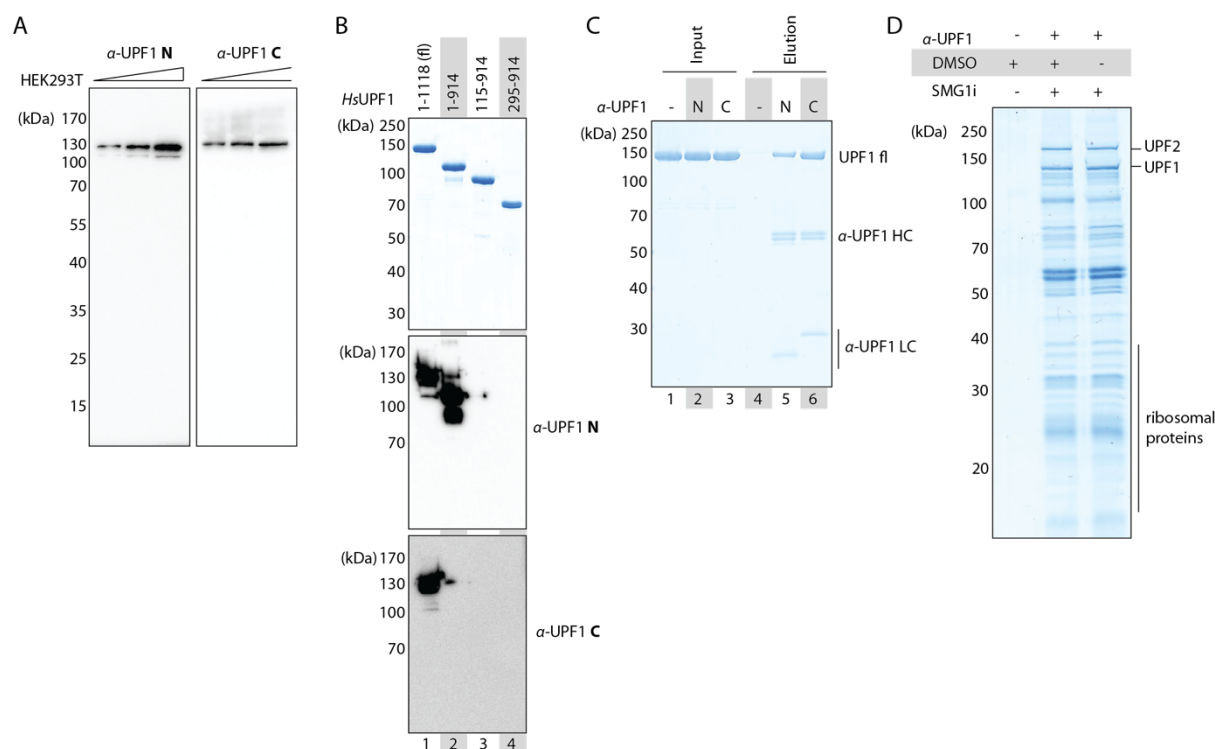 A
α-UPF1 N
α-UPF1 C
HEK293T
(kDa)
170
130
100
70
55
40
35
25
15
B
HsUPF1
1-1118 (fl)
1-914
115-914
295-914
(kDa)
250
150
100
70
50
40
30
(kDa) 170
130
100
70
α-UPF1 N
(kDa) 170
130
100
70
α-UPF1 C
1 2 3 4
C
Input
Elution
α-UPF1 - N C - N C
(kDa)
250
150
100
70
50
40
30
UPF1 fl
α-UPF1 HC
α-UPF1 LC
1 2 3 4 5 6
D
α-UPF1 - + +
DMSO + + -
SMG1i - + +
(kDa)
250
150
100
70
50
40
30
20
UPF2
UPF1
ribosomal
proteins